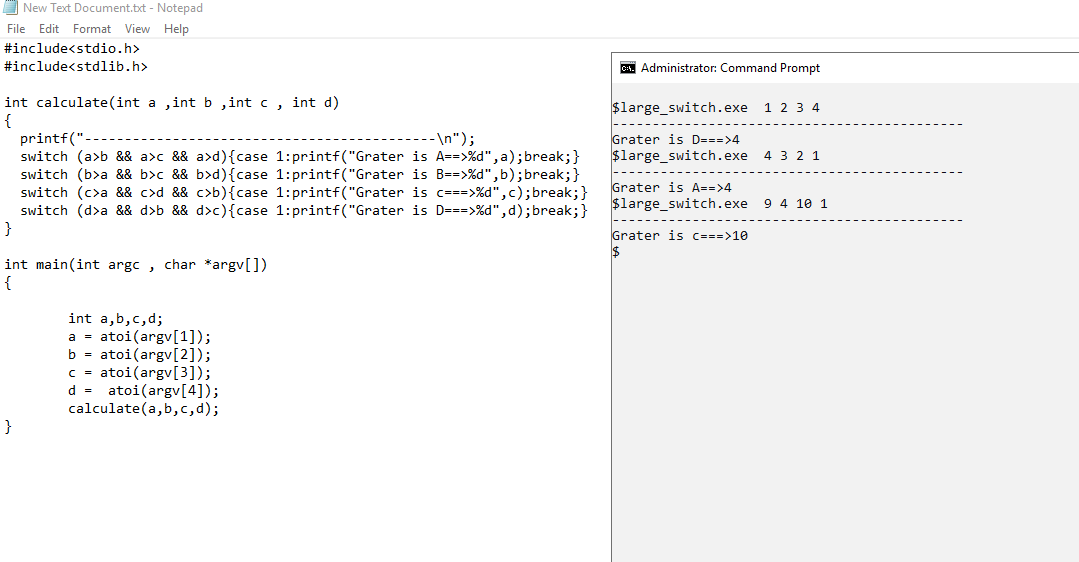 New Text Document.txt - Notepad
File Edit Format View Help
#include<stdio.h>
#include<stdlib.h>
int calculate(int a ,int b ,int c , int d)
{
printf("--------------------------------------------\n");
switch (a>b && a>c && a>d){case 1:printf("Grater is A==>%d",a);break;}
switch (b>a && b>c && b>d){case 1:printf("Grater is B==>%d",b);break;}
switch (c>a && c>d && c>b){case 1:printf("Grater is c===>%d",c);break;}
switch (d>a && d>b && d>c){case 1:printf("Grater is D===>%d",d);break;}
}
int main(int argc , char *argv[])
{
int a,b,c,d;
a = atoi(argv[1]);
b = atoi(argv[2]);
c = atoi(argv[3]);
d =  atoi(argv[4]);
calculate(a,b,c,d);
}
C:\. Administrator: Command Prompt
$large_switch.exe  1 2 3 4
--------------------------------------------
Grater is D===>4
$large_switch.exe  4 3 2 1
--------------------------------------------
Grater is A==>4
$large_switch.exe  9 4 10 1
--------------------------------------------
Grater is c===>10
$